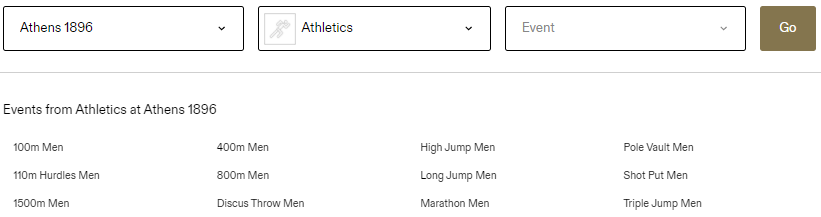 Athens 1896 Athletics Event Go
Events from Athletics at Athens 1896
100m Men 400m Men High Jump Men Pole Vault Men
110m Hurdles Men 800m Men Long Jump Men Shot Put Men
1500m Men Discus Throw Men Marathon Men Triple Jump Men